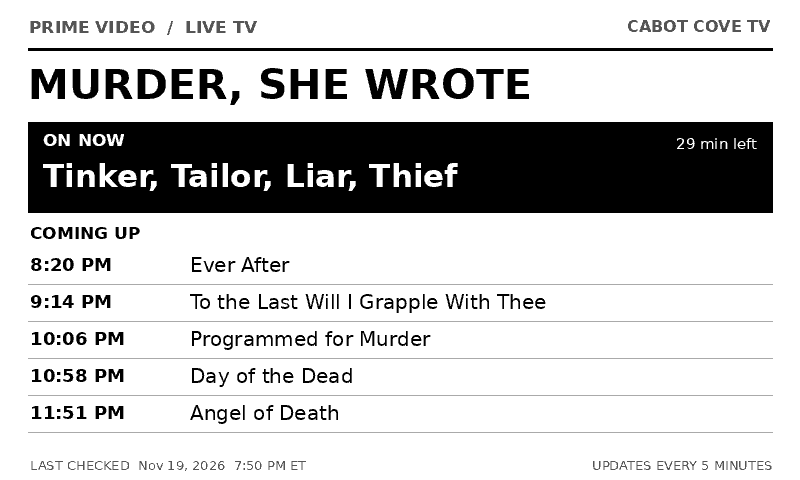 PRIME VIDEO / LIVE TV
CABOT COVE TV
MURDER, SHE WROTE
ON NOW
29 min left
Tinker, Tailor, Liar, Thief
COMING UP
8:20 PM Ever After
9:14 PM To the Last Will I Grapple With Thee
10:06 PM Programmed for Murder
10:58 PM Day of the Dead
11:51 PM Angel of Death
LAST CHECKED Nov 19, 2026 7:50 PM ET
UPDATES EVERY 5 MINUTES